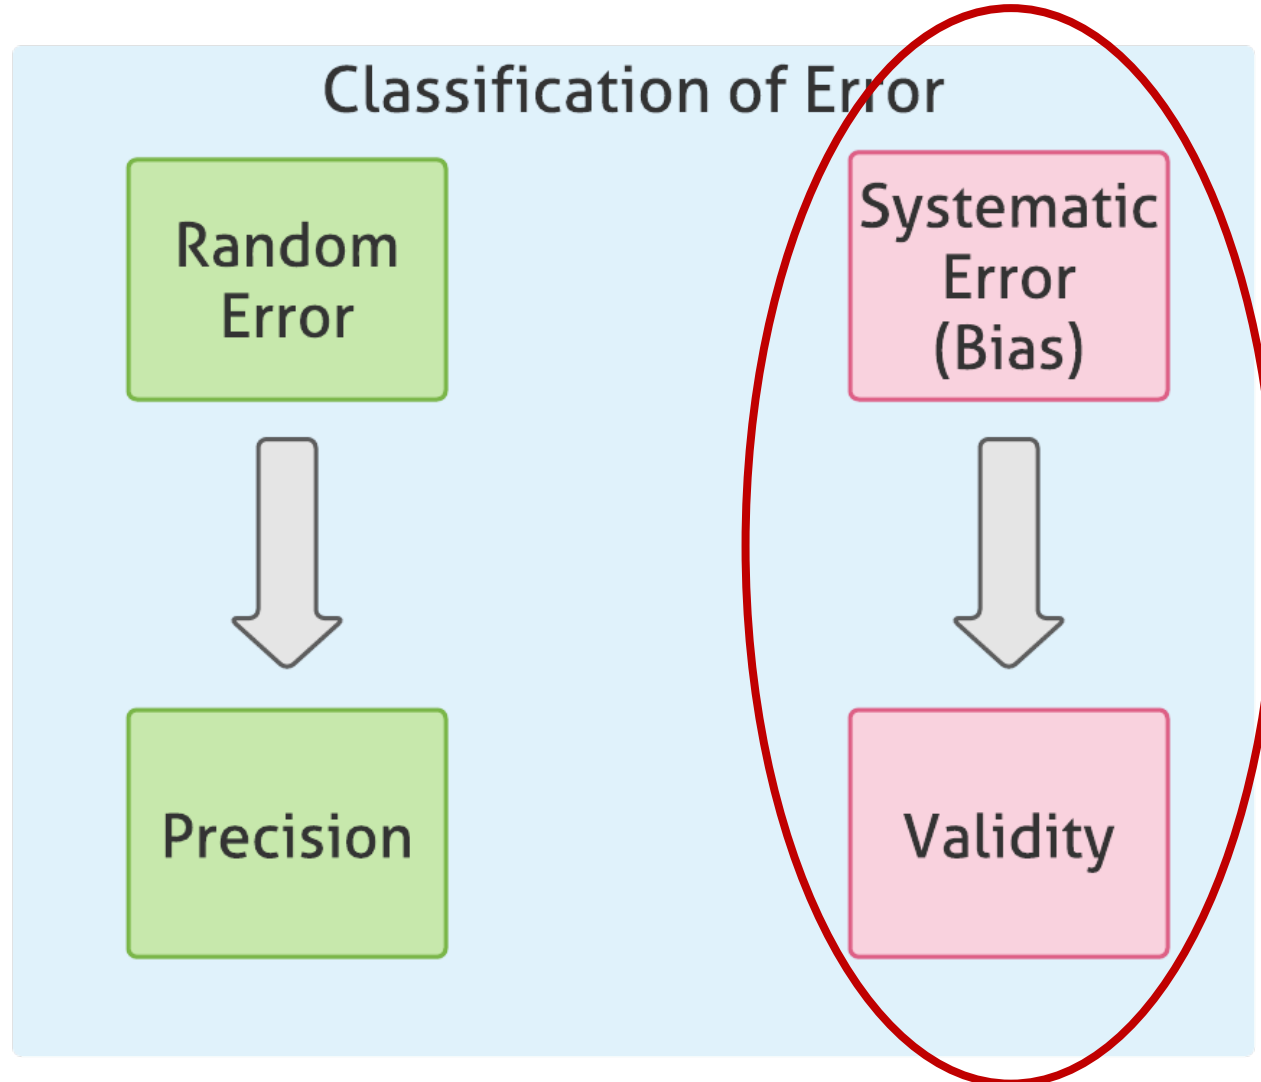 Classification of Error
Random
Error
Systematic
Error
(Bias)
Precision
Validity